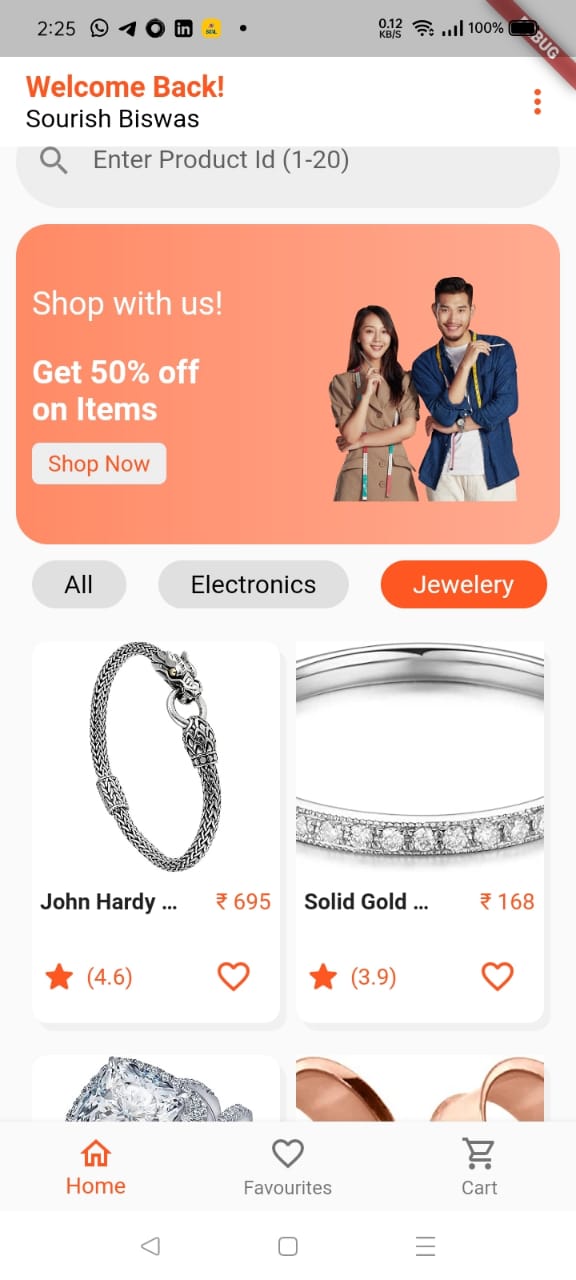 2:25
0.12
KB/S
100%
Welcome Back!
Sourish Biswas
Enter Product Id (1-20)
Shop with us!
Get 50% off
on Items
Shop Now
All
Electronics
Jewelery
John Hardy ...
₹ 695
Solid Gold ...
₹ 168
(4.6)
(3.9)
Home
Favourites
Cart